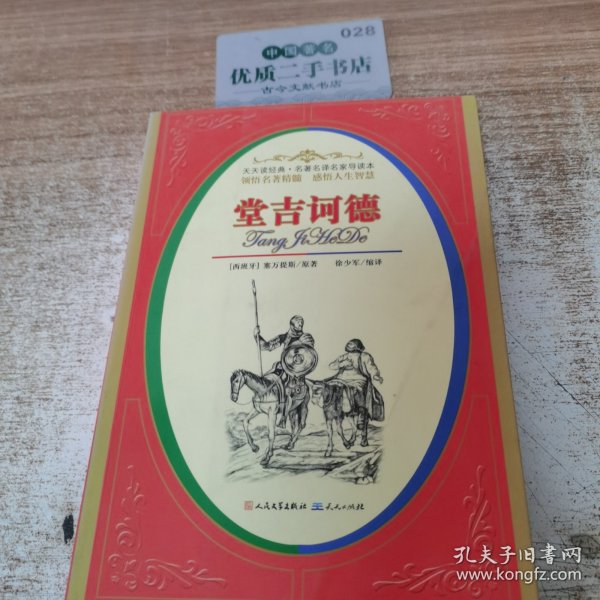 028
中国著名
优质二手书店
古今文献书店
天天读经典·名著名译名家导读本
领悟名著精髓 感悟人生智慧
堂吉诃德
Tang Ji He De
[西班牙] 塞万提斯/原著 徐少军/缩译
人民文学出版社 天天出版社
孔夫子旧书网
www.kongfz.com